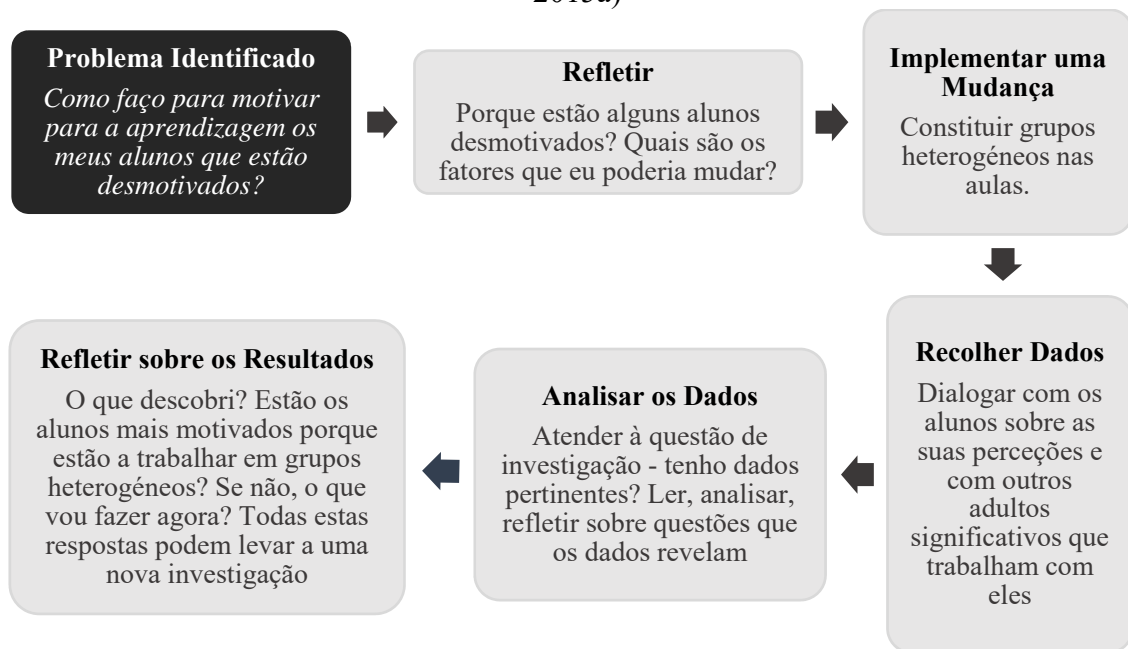 2015a)
Problema Identificado
Como faço para motivar
para a aprendizagem os
meus alunos que estão
desmotivados?
Refletir
Porque estão alguns alunos
desmotivados? Quais são os
fatores que eu poderia mudar?
Implementar uma
Mudança
Constituir grupos
heterogéneos nas
aulas.
Recolher Dados
Dialogar com os
alunos sobre as
suas perceções e
com outros
adultos
significativos que
trabalham com
eles
Analisar os Dados
Atender à questão de
investigação - tenho dados
pertinentes? Ler, analisar,
refletir sobre questões que
os dados revelam
Refletir sobre os Resultados
O que descobri? Estão os
alunos mais motivados porque
estão a trabalhar em grupos
heterogéneos? Se não, o que
vou fazer agora? Todas estas
respostas podem levar a uma
nova investigação